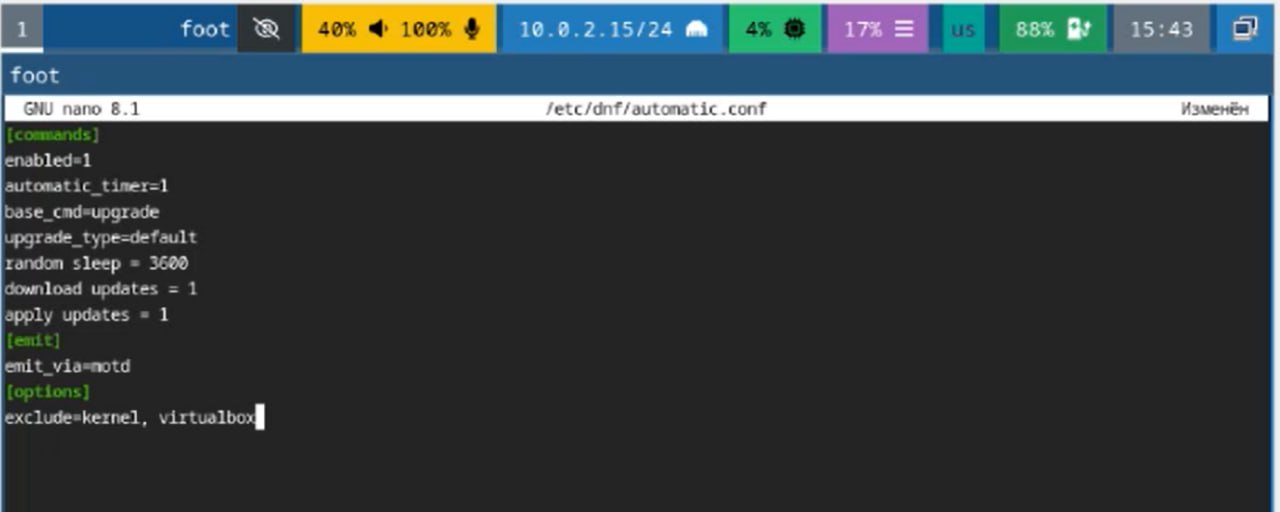 1 foot 40% 100% 10.0.2.15/24 4% 17% us 88% 15:43
foot
GNU nano 8.1 /etc/dnf/automatic.conf Изменён
[commands]
enabled=1
automatic_timer=1
base_cmd=upgrade
upgrade_type=default
random sleep = 3600
download updates = 1
apply updates = 1
[emit]
emit_via=motd
[options]
exclude=kernel, virtualbox